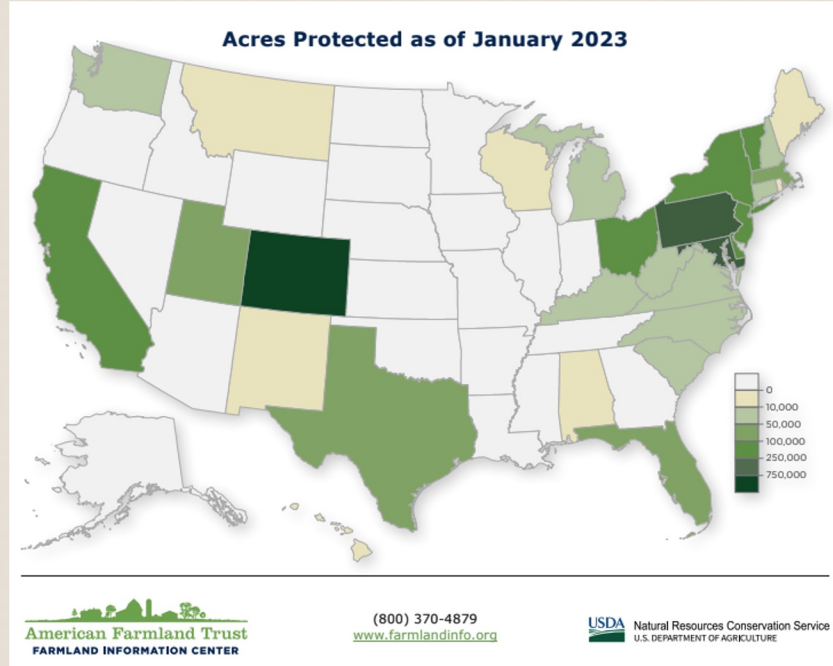 Acres Protected as of January 2023
0
10,000
50,000
100,000
250,000
750,000
American Farmland Trust
FARMLAND INFORMATION CENTER
(800) 370-4879
www.farmlandinfo.org
USDA
Natural Resources Conservation Service
U.S. DEPARTMENT OF AGRICULTURE